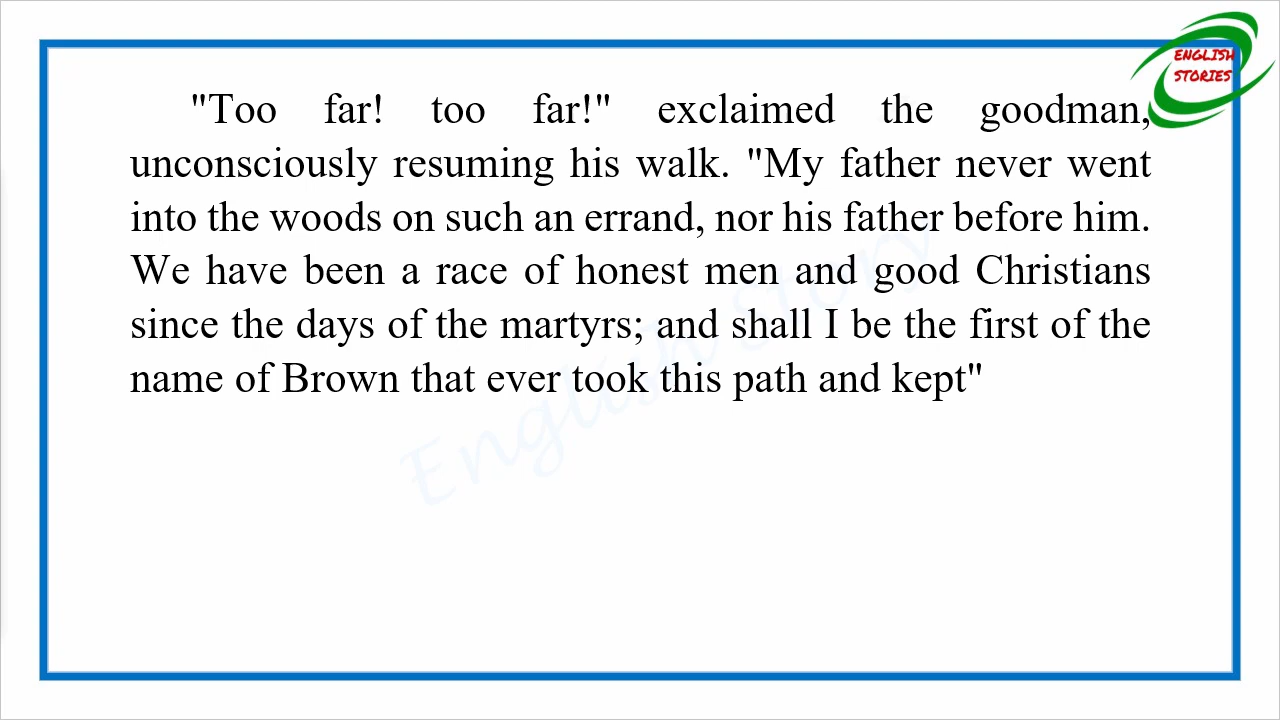 ENGLISH
STORIES
"Too far! too far!" exclaimed the goodman,
unconsciously resuming his walk. "My father never went
into the woods on such an errand, nor his father before him.
We have been a race of honest men and good Christians
since the days of the martyrs; and shall I be the first of the
name of Brown that ever took this path and kept"
English Story